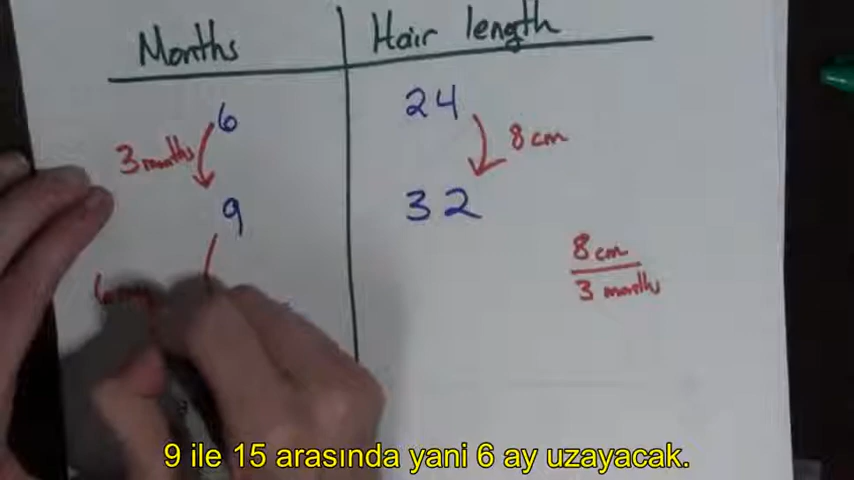 Months Hair length
6 24
3 months 8 cm
9 32
8 cm
3 months
9 ile 15 arasında yani 6 ay uzayacak.